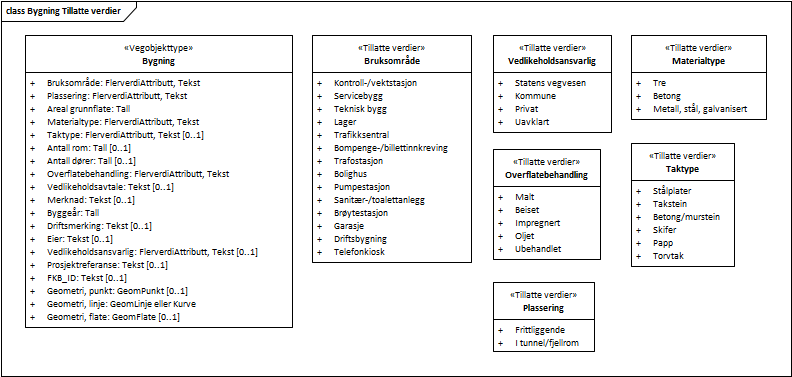 class Bygning Tillatte verdier
«Vegobjekttype»
Bygning
+ Bruksområde: FlerverdiAttributt, Tekst
+ Plassering: FlerverdiAttributt, Tekst
+ Areal grunnflate: Tall
+ Materialtype: FlerverdiAttributt, Tekst
+ Taktype: FlerverdiAttributt, Tekst [0..1]
+ Antall rom: Tall [0..1]
+ Antall dører: Tall [0..1]
+ Overflatebehandling: FlerverdiAttributt, Tekst
+ Vedlikeholdsavtale: Tekst [0..1]
+ Merknad: Tekst [0..1]
+ Byggeår: Tall
+ Driftsmerking: Tekst [0..1]
+ Eier: Tekst [0..1]
+ Vedlikeholdsansvarlig: FlerverdiAttributt, Tekst [0..1]
+ Prosjektreferanse: Tekst [0..1]
+ FKB_ID: Tekst [0..1]
+ Geometri, punkt: GeomPunkt [0..1]
+ Geometri, linje: GeomLinje eller Kurve
+ Geometri, flate: GeomFlate [0..1]
«Tillatte verdier»
Bruksområde
+ Kontroll-/vektstasjon
+ Servicebygg
+ Teknisk bygg
+ Lager
+ Trafikksentral
+ Bompenge-/billettinnkreving
+ Trafostasjon
+ Bolighus
+ Pumpestasjon
+ Sanitær-/toalettanlegg
+ Brøytestasjon
+ Garasje
+ Driftsbygning
+ Telefonkiosk
«Tillatte verdier»
Vedlikeholdsansvarlig
+ Statens vegvesen
+ Kommune
+ Privat
+ Uavklart
«Tillatte verdier»
Overflatebehandling
+ Malt
+ Beiset
+ Impregnert
+ Oljet
+ Ubehandlet
«Tillatte verdier»
Plassering
+ Frittliggende
+ I tunnel/fjellrom
«Tillatte verdier»
Materialtype
+ Tre
+ Betong
+ Metall, stål, galvanisert
«Tillatte verdier»
Taktype
+ Stålplater
+ Takstein
+ Betong/murstein
+ Skifer
+ Papp
+ Torvtak